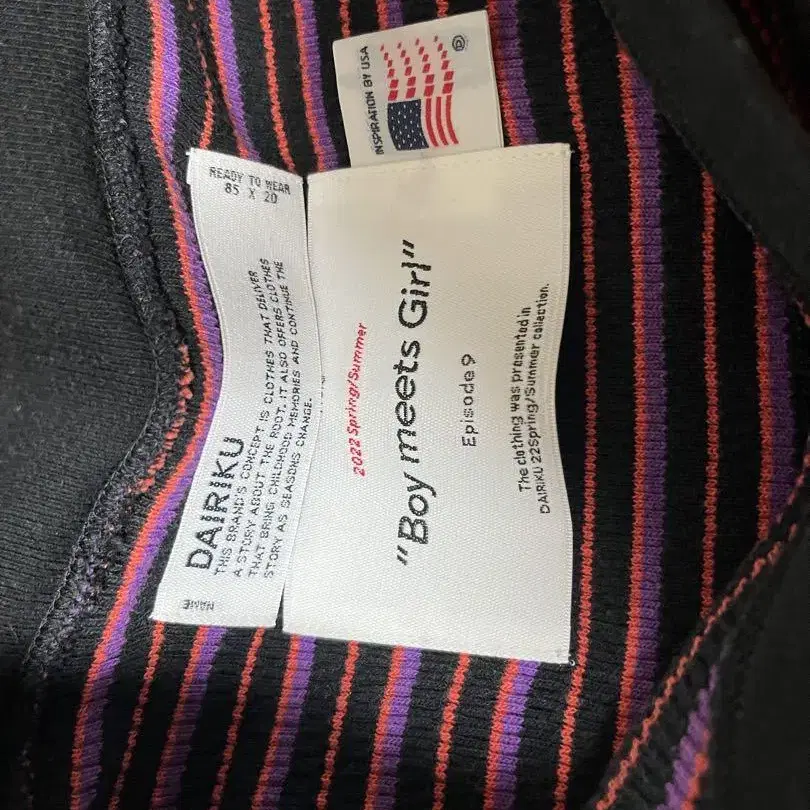 INSPIRATION BY USA
READY TO WEAR
85 X 20
DAIRIKU
THIS BRAND'S CONCEPT IS CLOTHES THAT DELIVER
A STORY ABOUT THE ROOT. IT ALSO OFFERS CLOTHES
THAT BRING CHILDHOOD MEMORIES AND CONTINUE THE
STORY AS SEASONS CHANGE.
NAME
2022 Spring/Summer
"Boy meets Girl"
Episode 9
The clothing was presented in
DAIRIKU 22Spring/Summer collection.